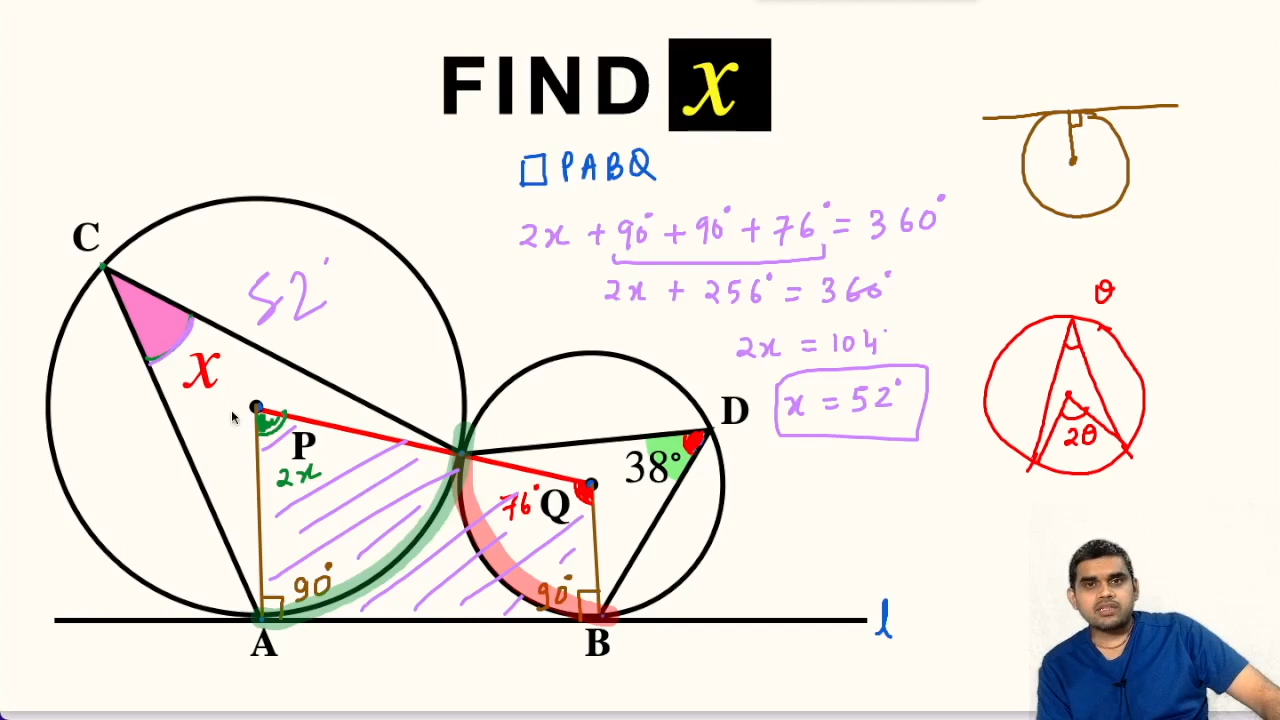 FIND x
□ PABQ
2x + 90° + 90° + 76° = 360°
2x + 256° = 360°
2x = 104°
x = 52°
C
52°
x
P
2x
90°
A
D
38°
76° Q
90°
B
l
θ
2θ